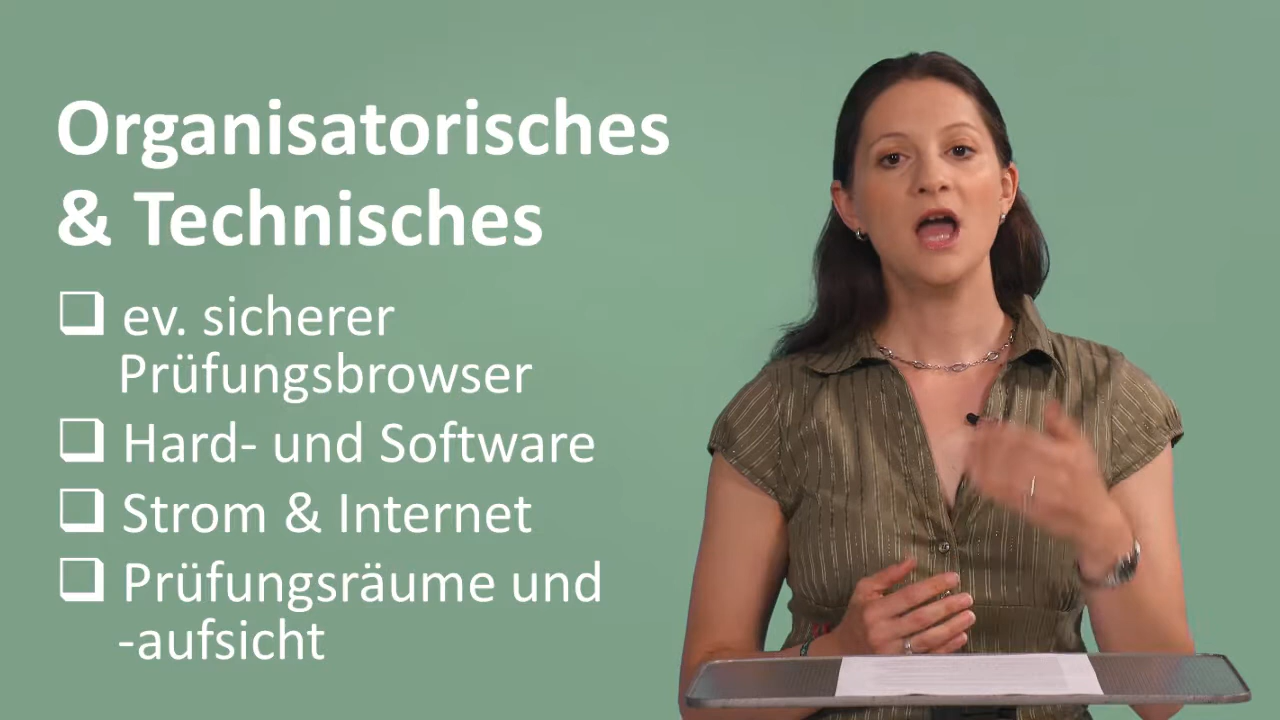 Organisatorisches
& Technisches
❑ ev. sicherer
Prüfungsbrowser
❑ Hard- und Software
❑ Strom & Internet
❑ Prüfungsräume und
-aufsicht